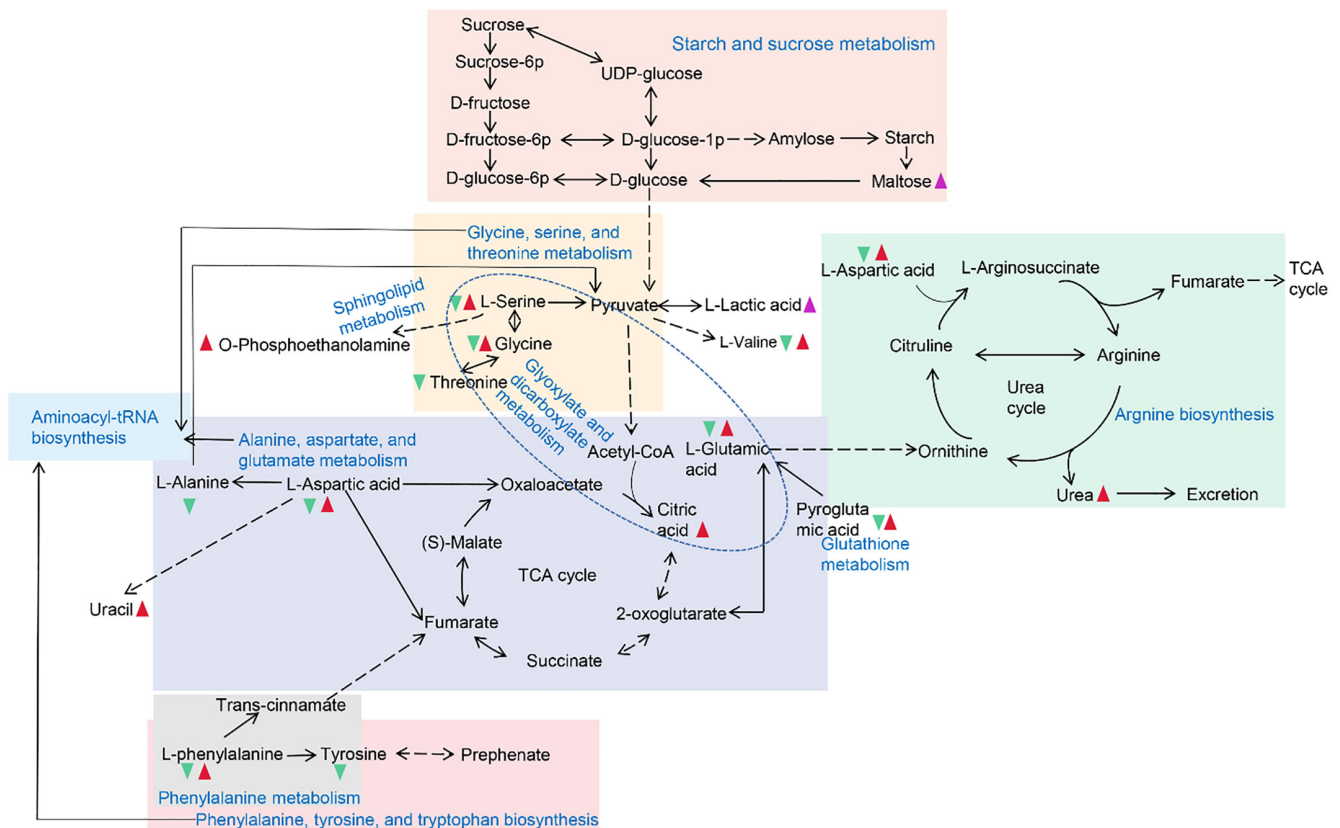 Sucrose
Starch and sucrose metabolism
Sucrose-6p
UDP-glucose
D-fructose
D-fructose-6p
D-glucose-1p
Amylose
Starch
D-glucose-6p
D-glucose
Maltose
Glycine, serine, and
threonine metabolism
Sphingolipid
metabolism
L-Serine
Pyruvate
L-Lactic acid
O-Phosphoethanolamine
Glycine
L-Valine
Threonine
Glyoxylate and
dicarboxylate
metabolism
L-Aspartic acid
L-Arginosuccinate
Fumarate
TCA
cycle
Citruline
Arginine
Urea
cycle
Argnine biosynthesis
Ornithine
Urea
Excretion
Aminoacyl-tRNA
biosynthesis
Alanine, aspartate, and
glutamate metabolism
Acetyl-CoA
L-Glutamic
acid
L-Alanine
L-Aspartic acid
Oxaloacetate
Citric
acid
Pyrogluta
mic acid
Glutathione
metabolism
(S)-Malate
TCA cycle
Uracil
Fumarate
2-oxoglutarate
Succinate
Trans-cinnamate
L-phenylalanine
Tyrosine
Prephenate
Phenylalanine metabolism
Phenylalanine, tyrosine, and tryptophan biosynthesis